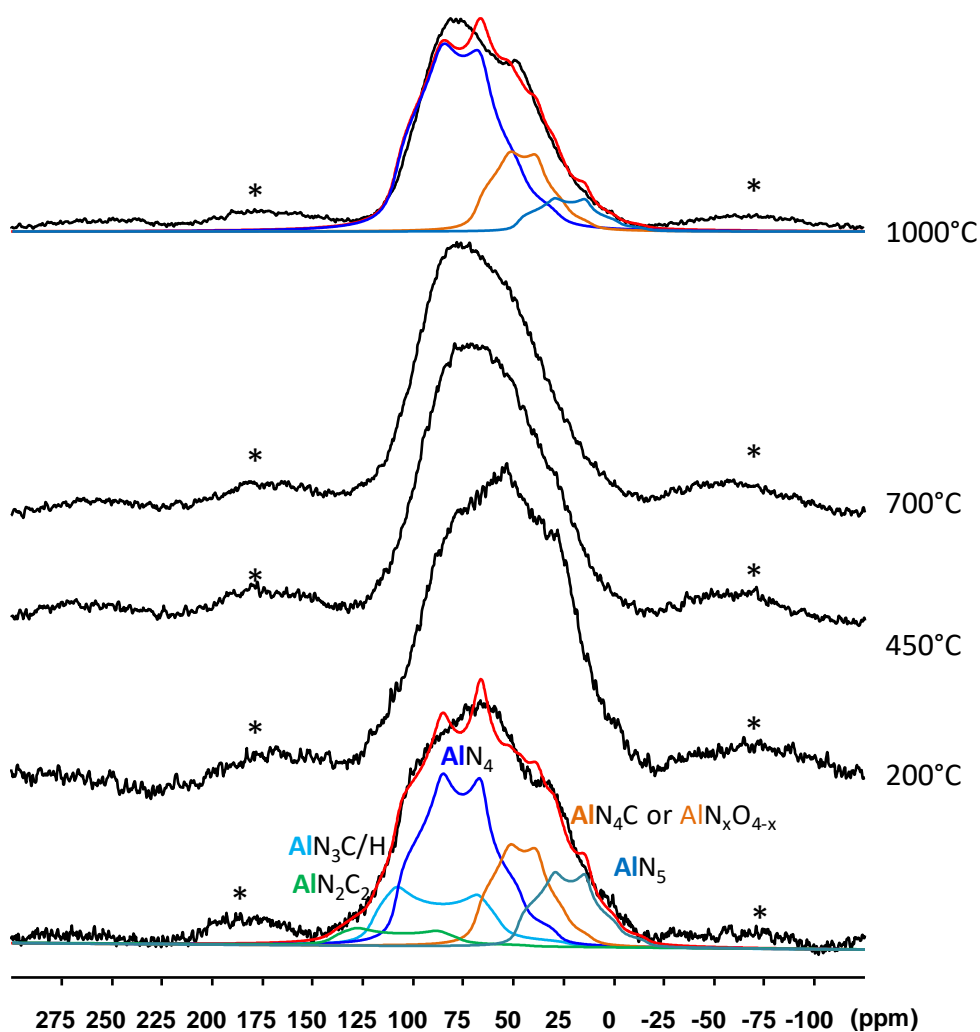 * *
1000°C
* *
700°C
* *
450°C
* *
200°C
AlN₄
AlN₄C or AlNₓO₄₋ₓ
AlN₃C/H
AlN₅
AlN₂C₂
* *
275 250 225 200 175 150 125 100 75 50 25 0 -25 -50 -75 -100 (ppm)